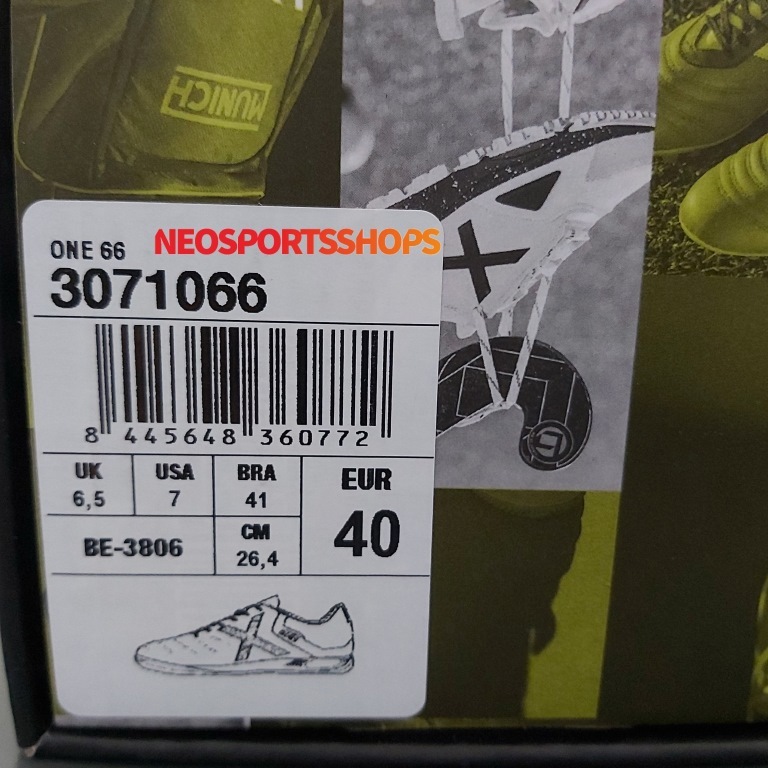 MUNICH
ONE 66
NEOSPORTSSHOPS
3071066
8 445648 360772
UK USA BRA EUR
6,5 7 41 40
BE-3806 CM
26,4